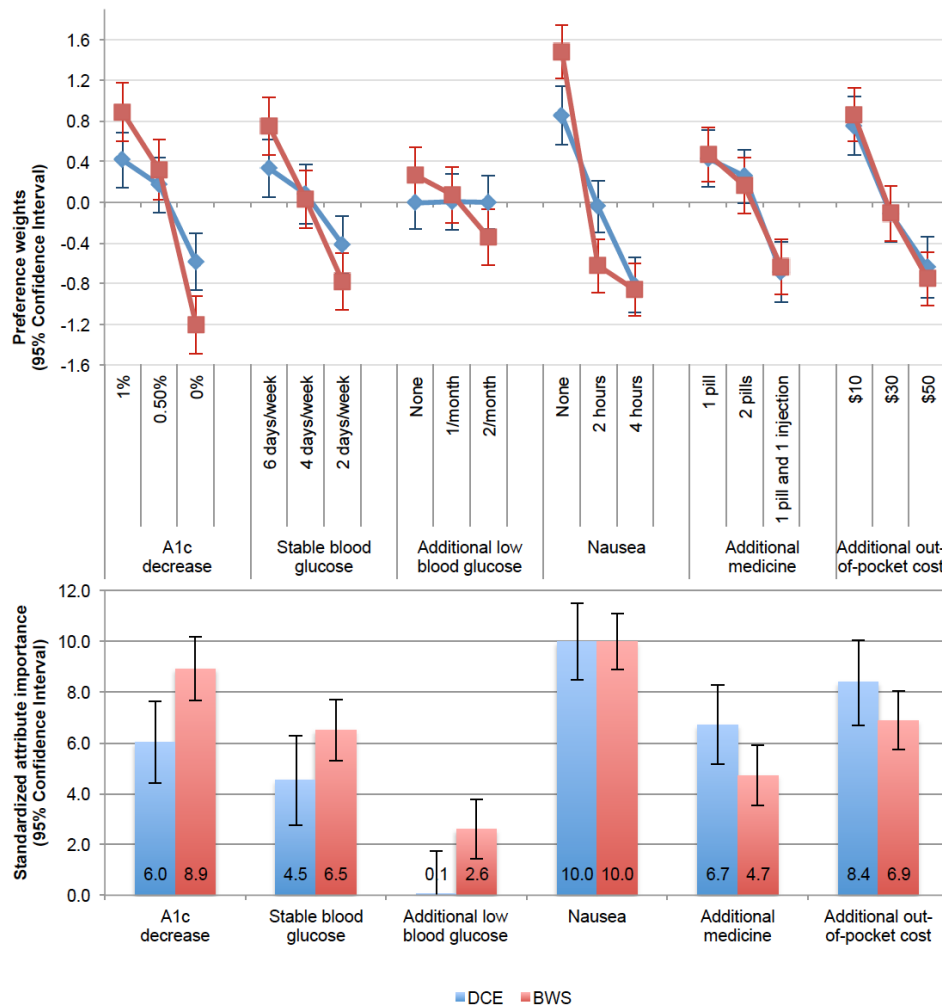 Preference weights
(95% Confidence Interval)
1.6
1.2
0.8
0.4
0.0
-0.4
-0.8
-1.2
-1.6
1%
0.50%
0%
6 days/week
4 days/week
2 days/week
None
1/month
2/month
None
2 hours
4 hours
1 pill
2 pills
1 pill and 1 injection
$10
$30
$50
A1c
decrease
Stable blood
glucose
Additional low
blood glucose
Nausea
Additional
medicine
Additional out-
of-pocket cost
Standardized attribute importance
(95% Confidence Interval)
12.0
10.0
8.0
6.0
4.0
2.0
0.0
6.0 8.9 4.5 6.5 0.1 2.6 10.0 10.0 6.7 4.7 8.4 6.9
A1c
decrease
Stable blood
glucose
Additional low
blood glucose
Nausea
Additional
medicine
Additional out-
of-pocket cost
DCE BWS